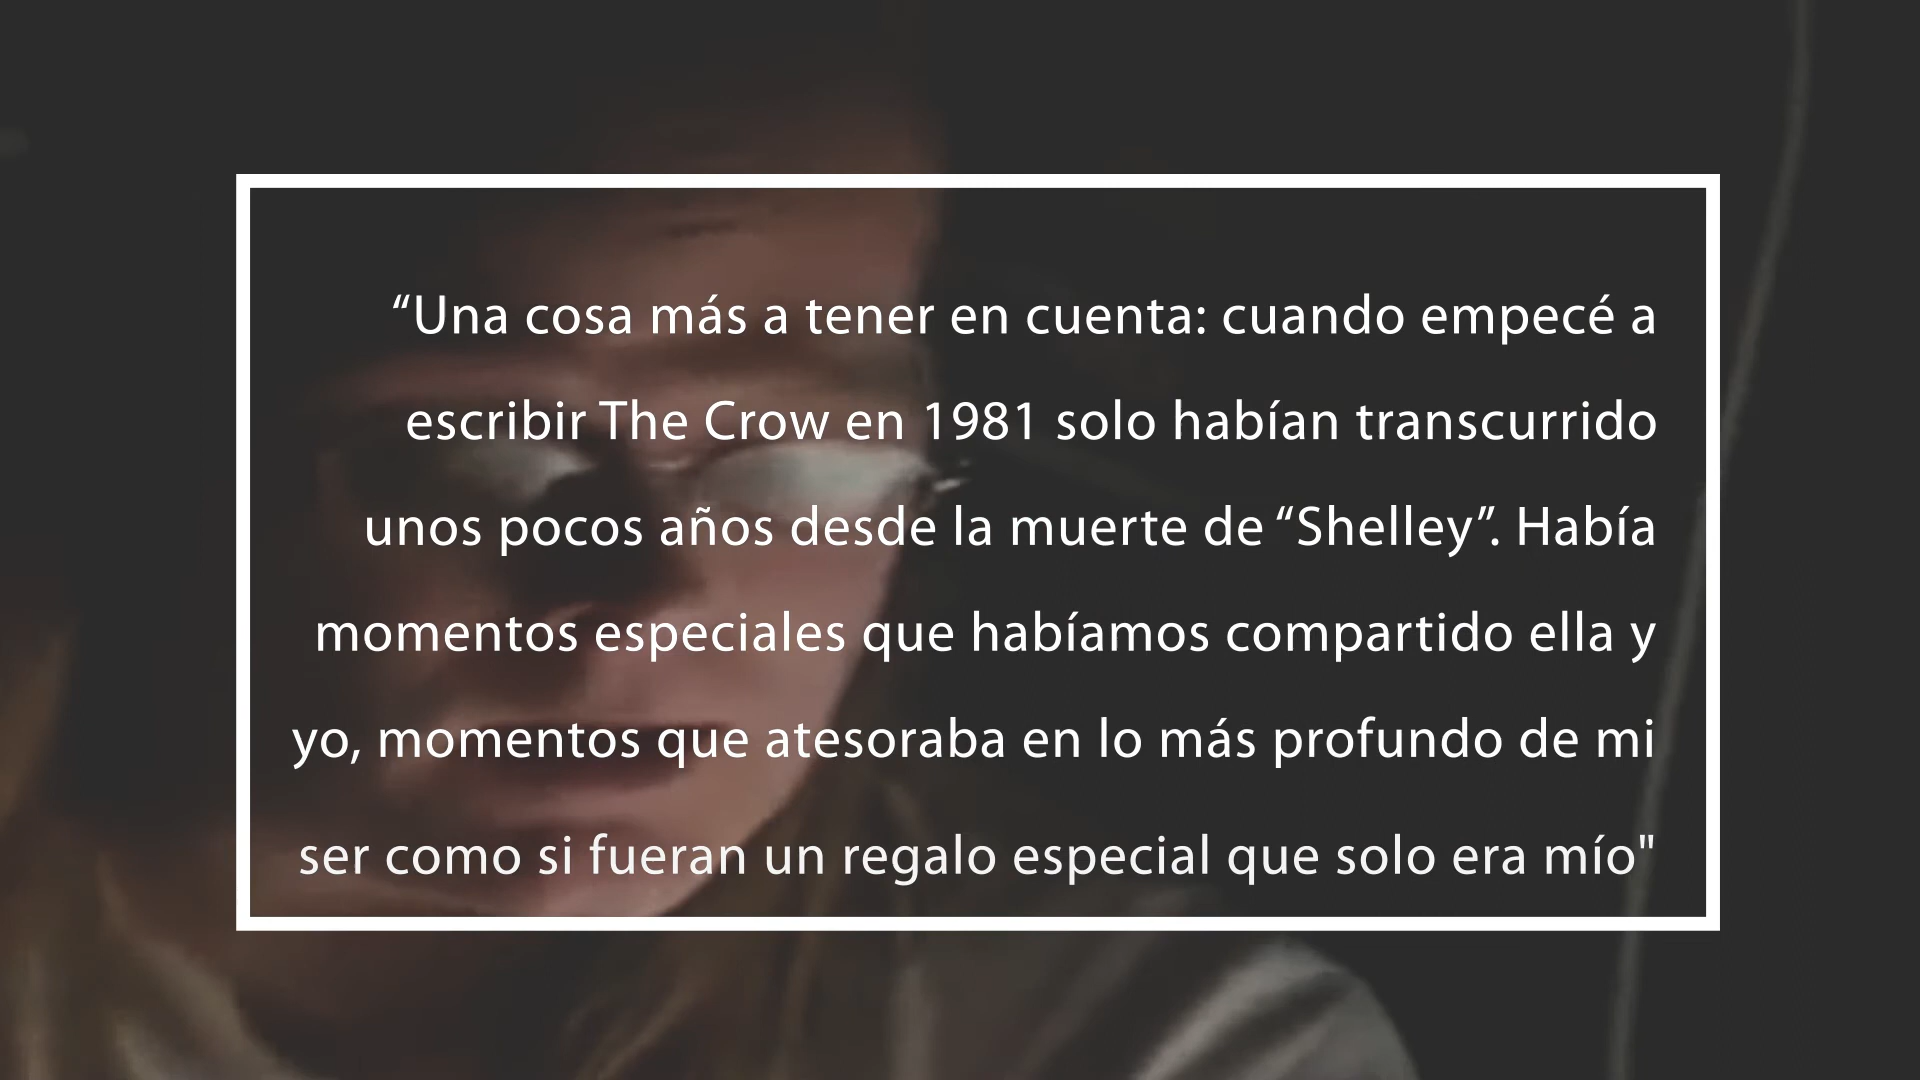 “Una cosa más a tener en cuenta: cuando empecé a
escribir The Crow en 1981 solo habían transcurrido
unos pocos años desde la muerte de “Shelley”. Había
momentos especiales que habíamos compartido ella y
yo, momentos que atesoraba en lo más profundo de mi
ser como si fueran un regalo especial que solo era mío"